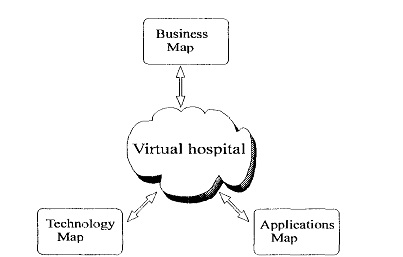 Business
Map
Virtual hospital
Technology
Map
Applications
Map